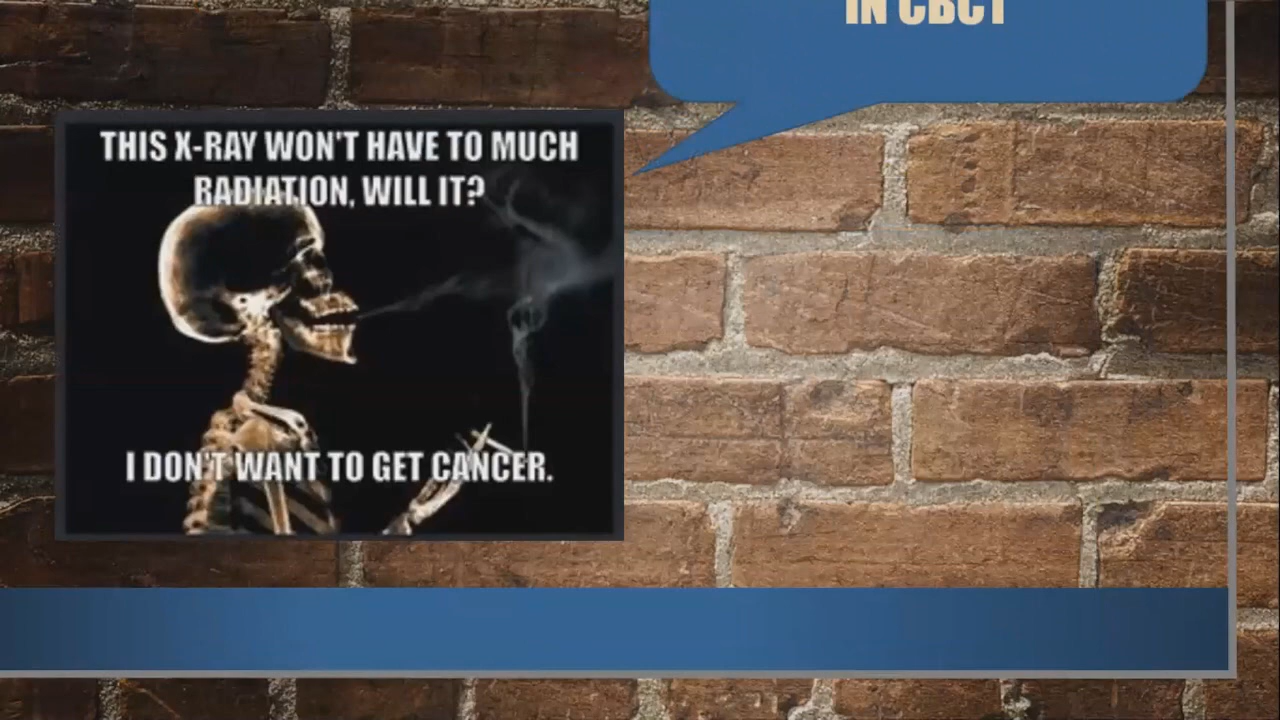 IN CBCT
THIS X-RAY WON'T HAVE TO MUCH
RADIATION, WILL IT?
I DON'T WANT TO GET CANCER.